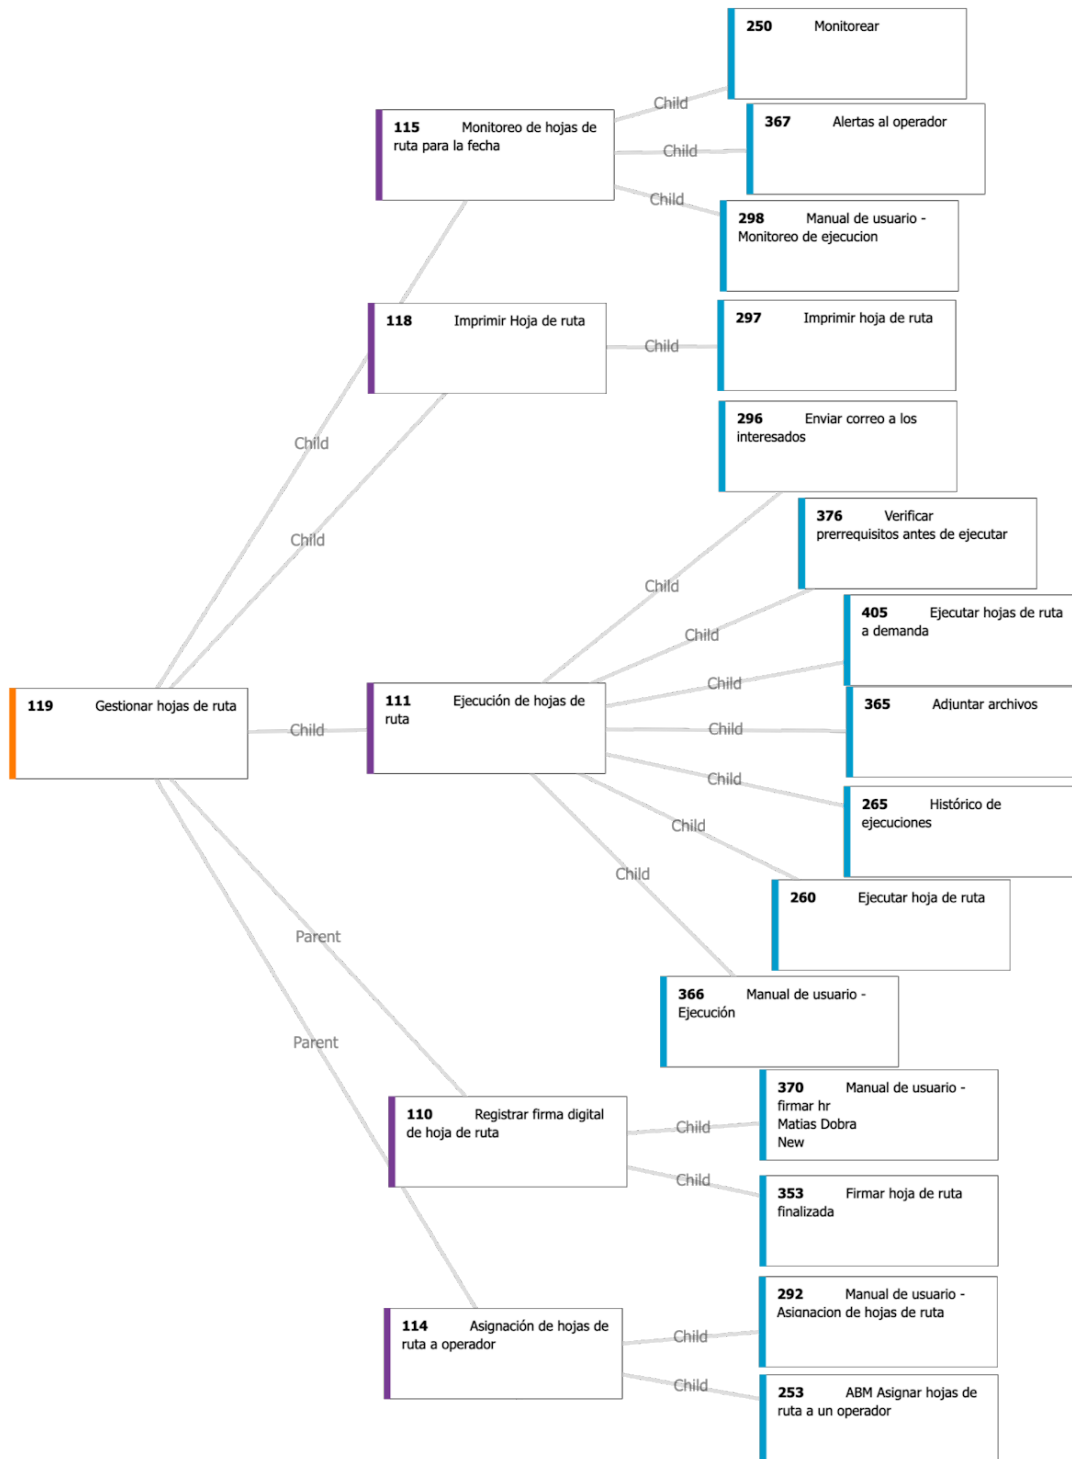 250 Monitorear
Child
115 Monitoreo de hojas de
ruta para la fecha
367 Alertas al operador
Child
Child
298 Manual de usuario -
Monitoreo de ejecucion
118 Imprimir Hoja de ruta
297 Imprimir hoja de ruta
Child
296 Enviar correo a los
interesados
Child
376 Verificar
prerrequisitos antes de ejecutar
Child
Child
405 Ejecutar hojas de ruta
a demanda
Child
Child
119 Gestionar hojas de ruta
111 Ejecución de hojas de
ruta
365 Adjuntar archivos
Child
Child
Child
265 Histórico de
ejecuciones
Child
Child
260 Ejecutar hoja de ruta
Parent
366 Manual de usuario -
Ejecución
Parent
370 Manual de usuario -
firmar hr
Matias Dobra
New
110 Registrar firma digital
de hoja de ruta
Child
Child
353 Firmar hoja de ruta
finalizada
292 Manual de usuario -
Asignacion de hojas de ruta
114 Asignación de hojas de
ruta a operador
Child
Child
253 ABM Asignar hojas de
ruta a un operador